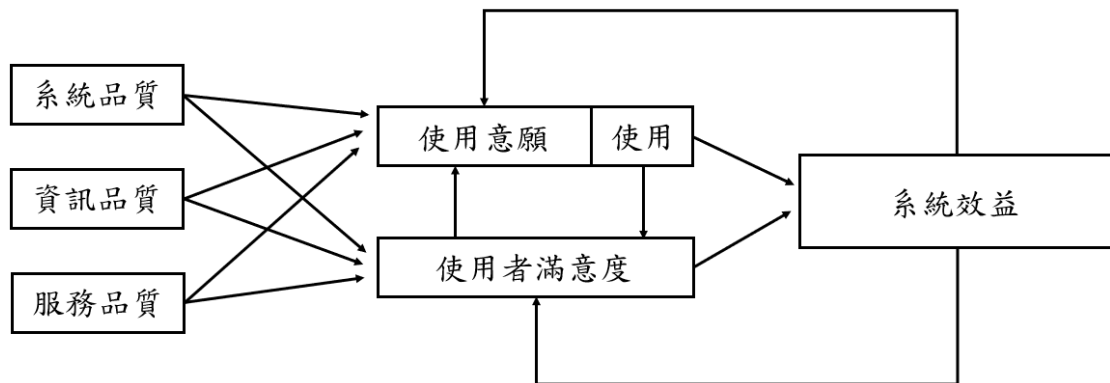 系統品質
資訊品質
服務品質
使用意願
使用
使用者滿意度
系統效益